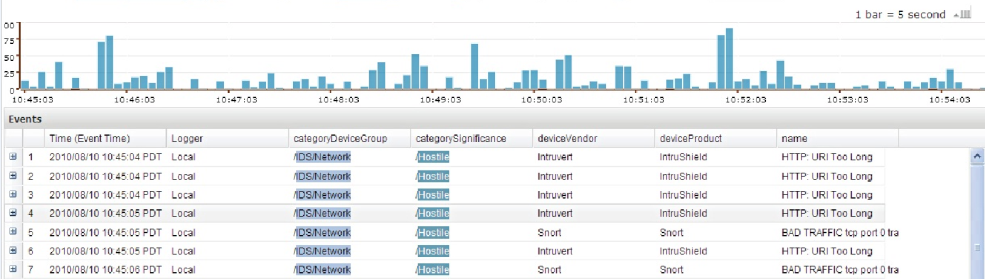 1 bar = 5 second
00
75
50
25
10:45:03 10:46:03 10:47:03 10:48:03 10:49:03 10:50:03 10:51:03 10:52:03 10:53:03 10:54:03
Events
Time (Event Time) Logger categoryDeviceGroup categorySignificance deviceVendor deviceProduct name
1 2010/08/10 10:45:04 PDT Local /IDS/Network /Hostile Intruvert IntruShield HTTP: URI Too Long
2 2010/08/10 10:45:04 PDT Local /IDS/Network /Hostile Intruvert IntruShield HTTP: URI Too Long
3 2010/08/10 10:45:04 PDT Local /IDS/Network /Hostile Intruvert IntruShield HTTP: URI Too Long
4 2010/08/10 10:45:05 PDT Local /IDS/Network /Hostile Intruvert IntruShield HTTP: URI Too Long
5 2010/08/10 10:45:05 PDT Local /IDS/Network /Hostile Snort Snort BAD TRAFFIC tcp port 0 tra
6 2010/08/10 10:45:05 PDT Local /IDS/Network /Hostile Intruvert IntruShield HTTP: URI Too Long
7 2010/08/10 10:45:06 PDT Local /IDS/Network /Hostile Snort Snort BAD TRAFFIC tcp port 0 tra